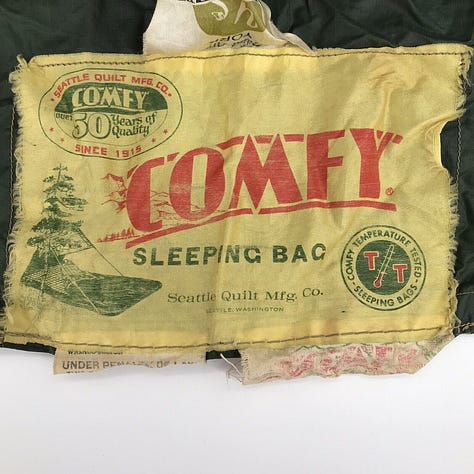 SEATTLE QUILT MFG. CO.
COMFY
over 50 Years of
Quality
SINCE 1915
COMFY®
SLEEPING BAG
Seattle Quilt Mfg. Co.
SEATTLE, WASHINGTON
COMFY TEMPERATURE TESTED
T T
SLEEPING BAGS
UNDER PENALTY OF LAW